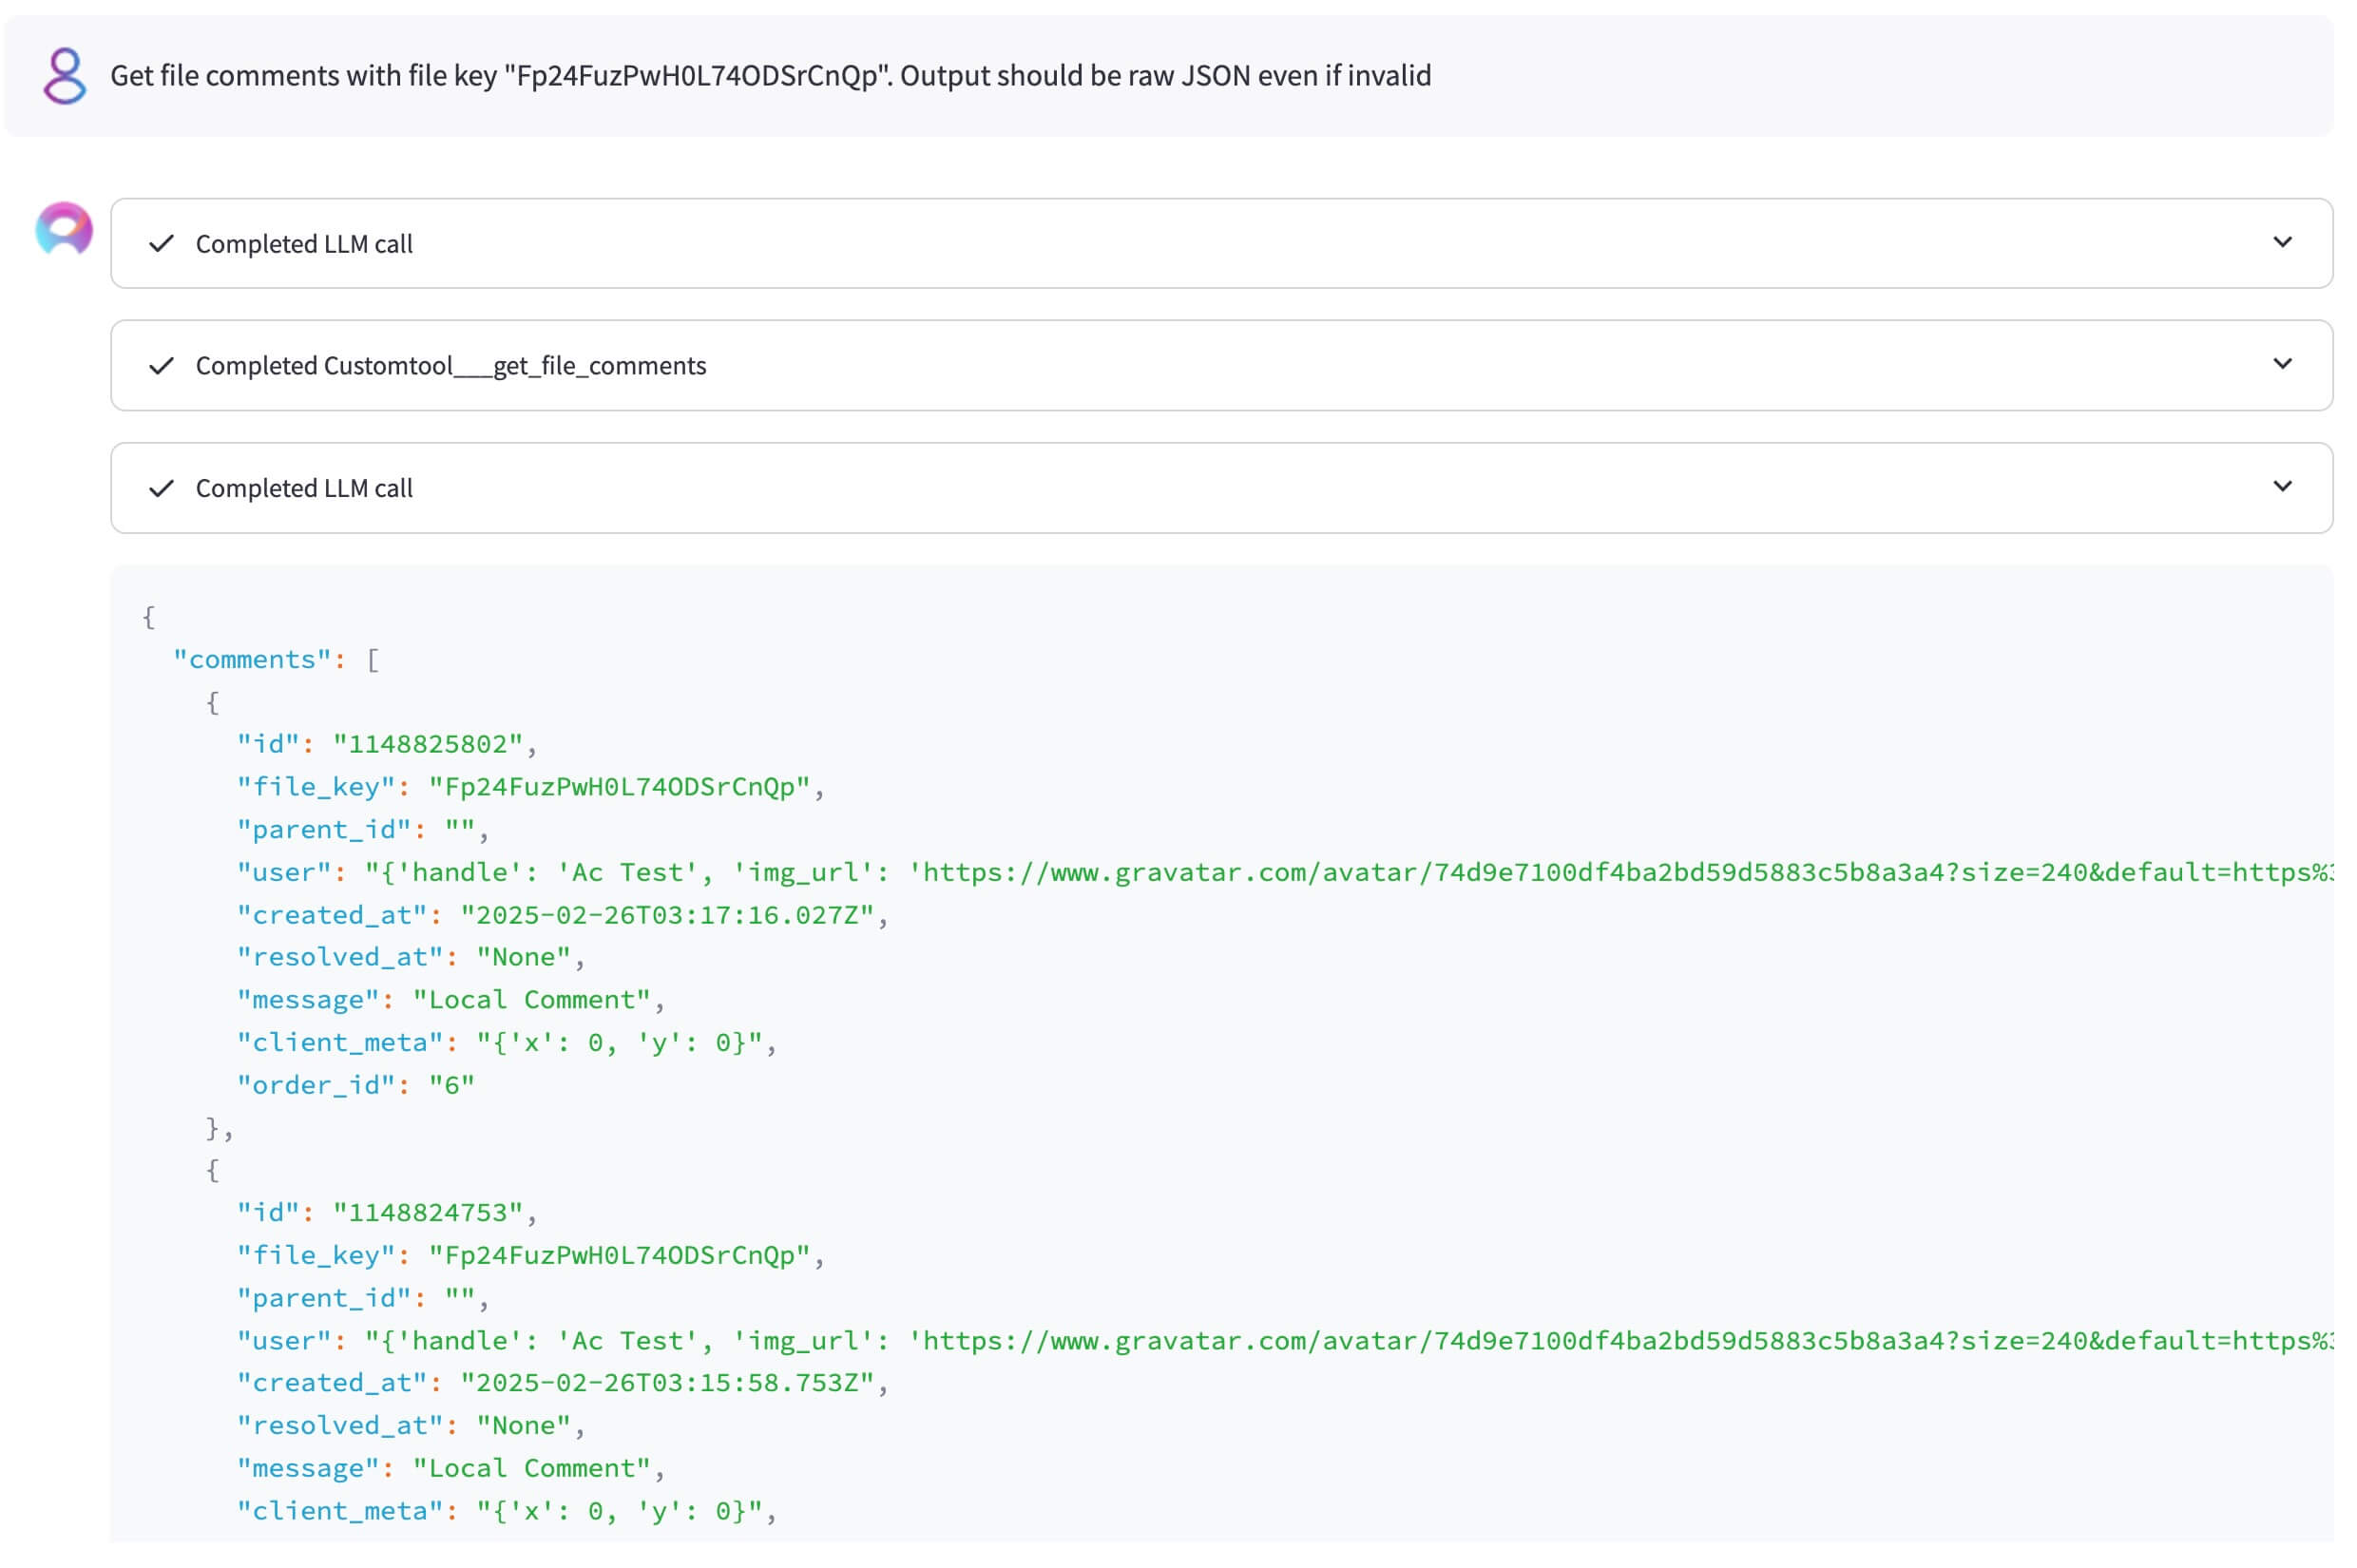 Get file comments with file key "Fp24FuzPwH0L74ODSrCnQp". Output should be raw JSON even if invalid
Completed LLM call
Completed Customtool___get_file_comments
Completed LLM call
{
"comments": [
{
"id": "1148825802",
"file_key": "Fp24FuzPwH0L74ODSrCnQp",
"parent_id": "",
"user": "{'handle': 'Ac Test', 'img_url': 'https://www.gravatar.com/avatar/74d9e7100df4ba2bd59d5883c5b8a3a4?size=240&default=https%
"created_at": "2025-02-26T03:17:16.027Z",
"resolved_at": "None",
"message": "Local Comment",
"client_meta": "{'x': 0, 'y': 0}",
"order_id": "6"
},
{
"id": "1148824753",
"file_key": "Fp24FuzPwH0L74ODSrCnQp",
"parent_id": "",
"user": "{'handle': 'Ac Test', 'img_url': 'https://www.gravatar.com/avatar/74d9e7100df4ba2bd59d5883c5b8a3a4?size=240&default=https%
"created_at": "2025-02-26T03:15:58.753Z",
"resolved_at": "None",
"message": "Local Comment",
"client_meta": "{'x': 0, 'y': 0}",